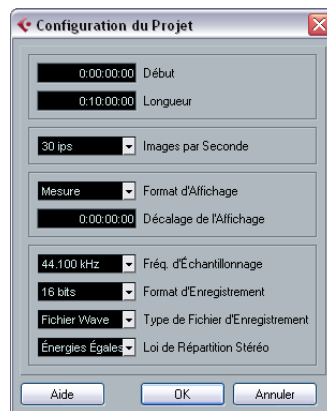 Configuration du Projet
0:00:00:00 Début
0:10:00:00 Longueur
30 ips Images par Seconde
Mesure Format d'Affichage
0:00:00:00 Décalage de l'Affichage
44.100 kHz Fréq. d'Échantillonnage
16 bits Format d'Enregistrement
Fichier Wave Type de Fichier d'Enregistrement
Énergies Égales Loi de Répartition Stéréo
Aide OK Annuler